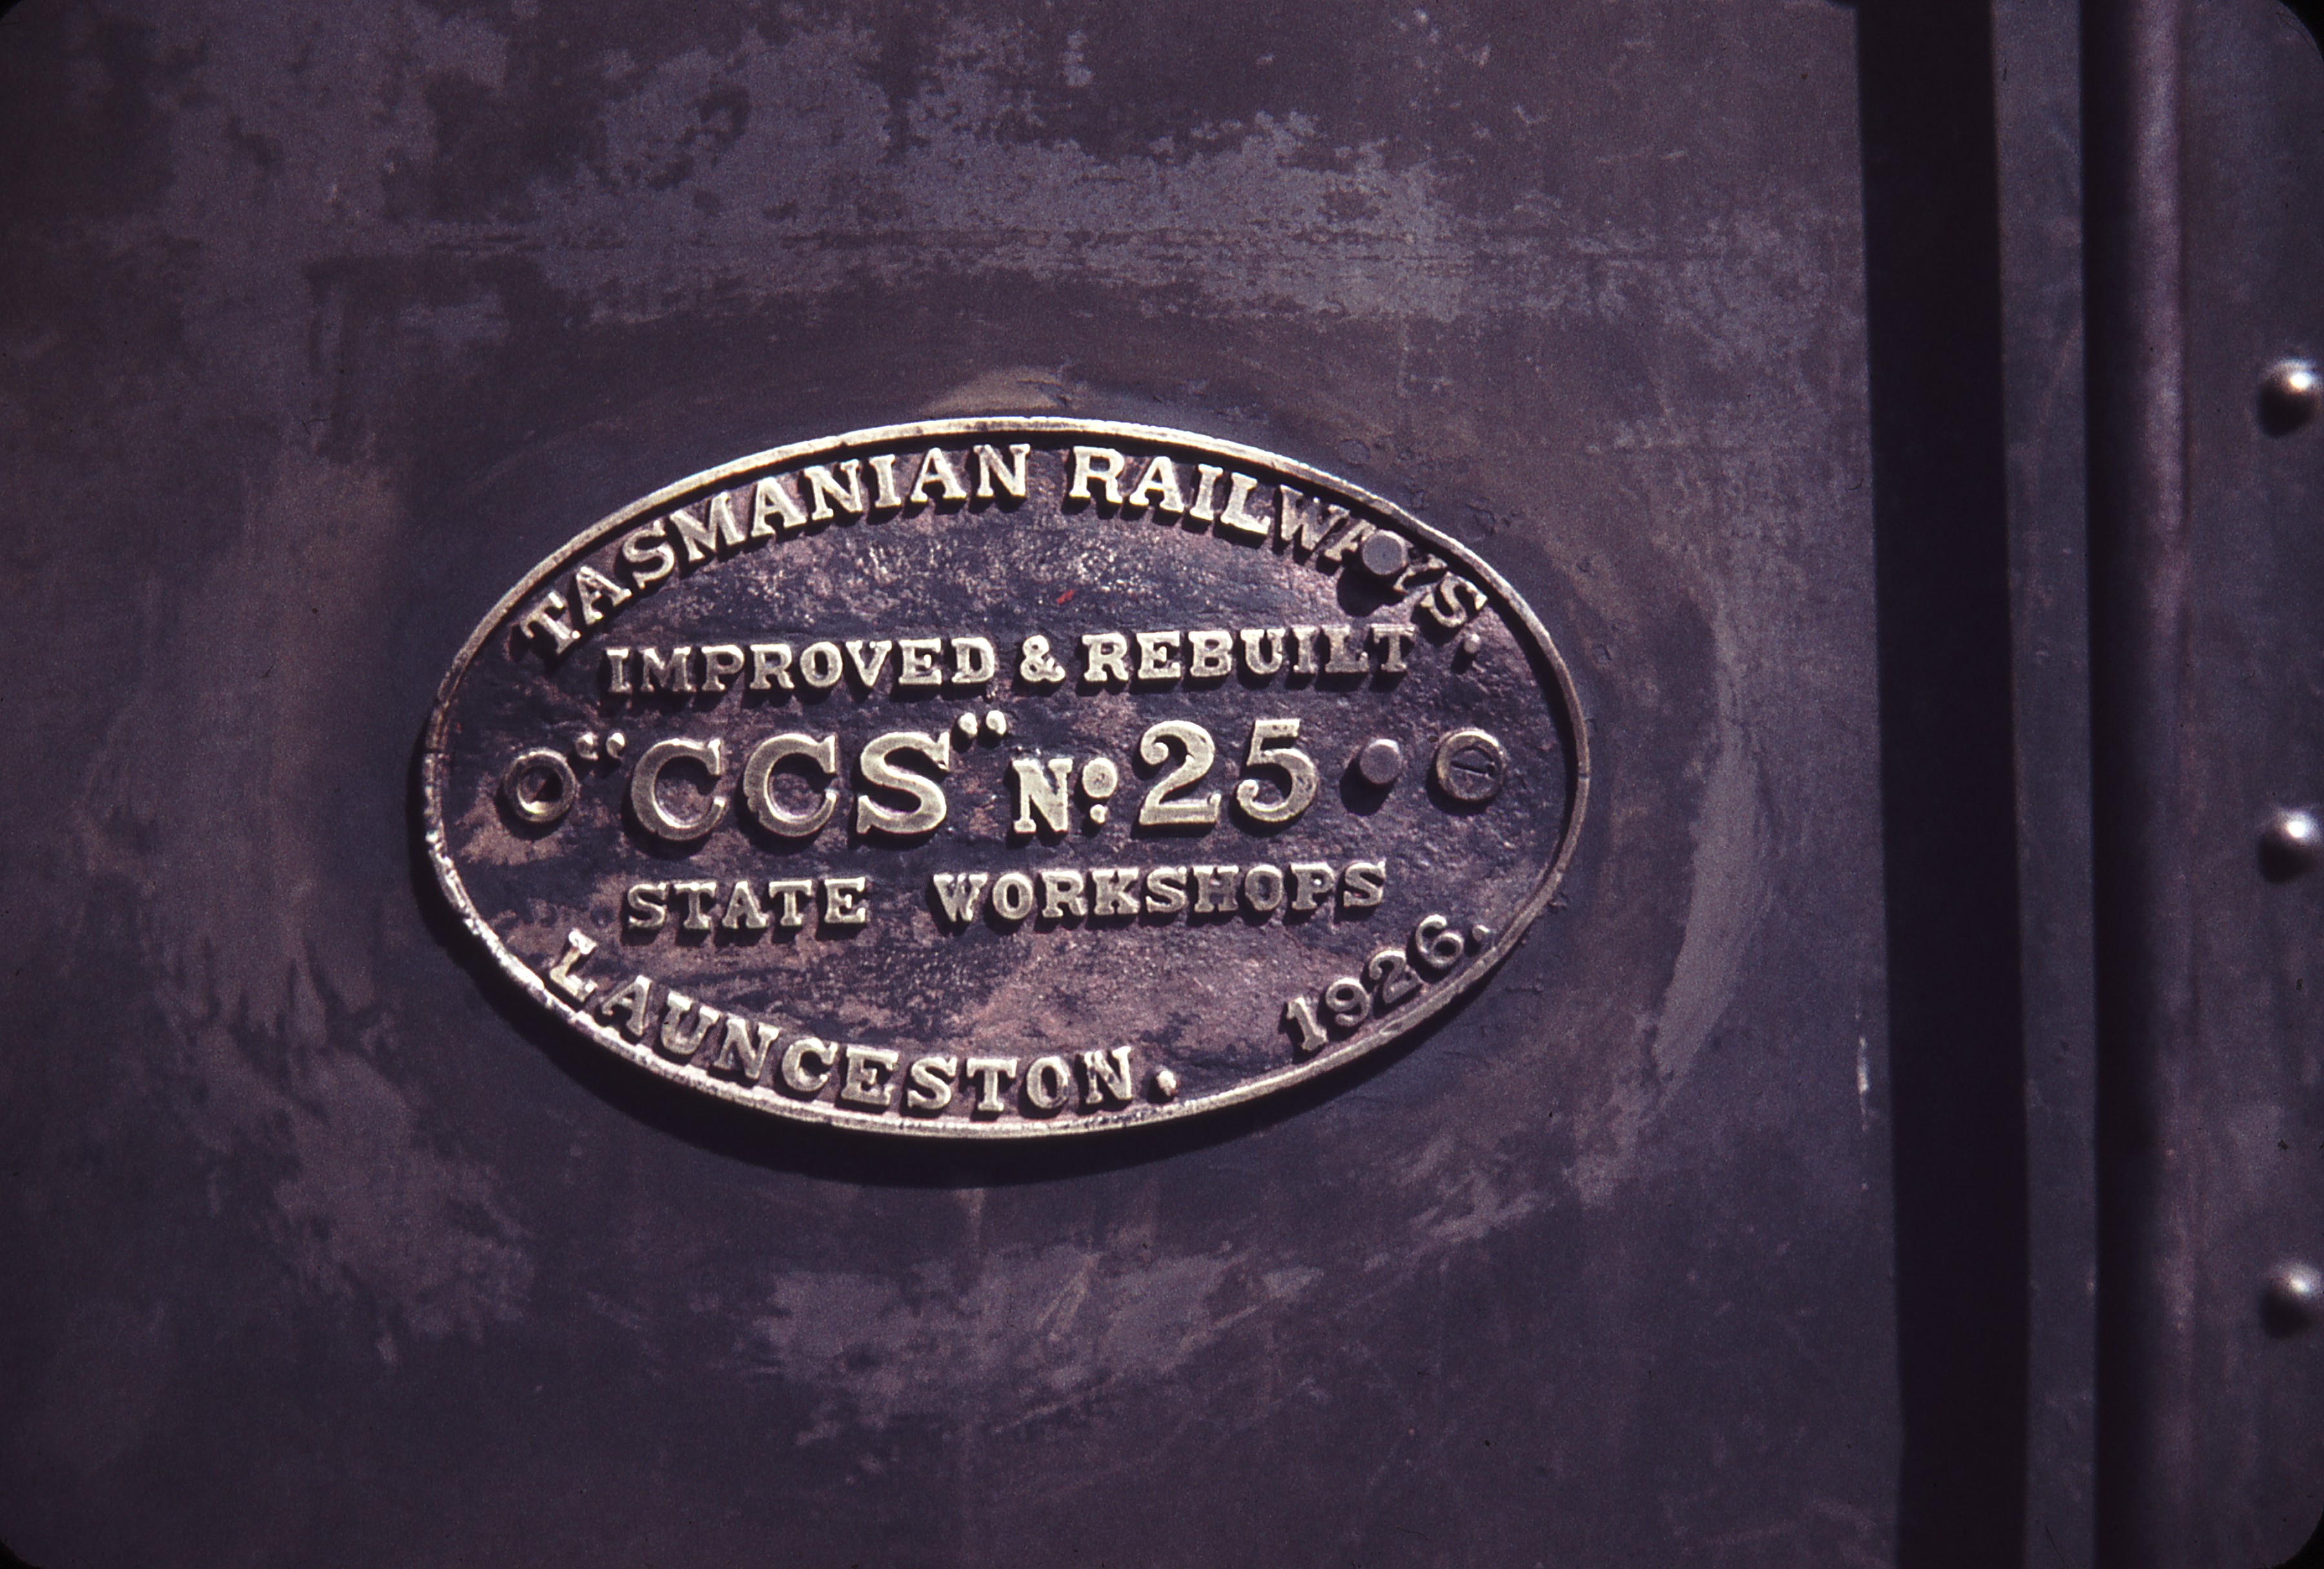 TASMANIAN RAILWAYS.
IMPROVED & REBUILT
"CCS" No. 25
STATE WORKSHOPS
LAUNCESTON. 1926.